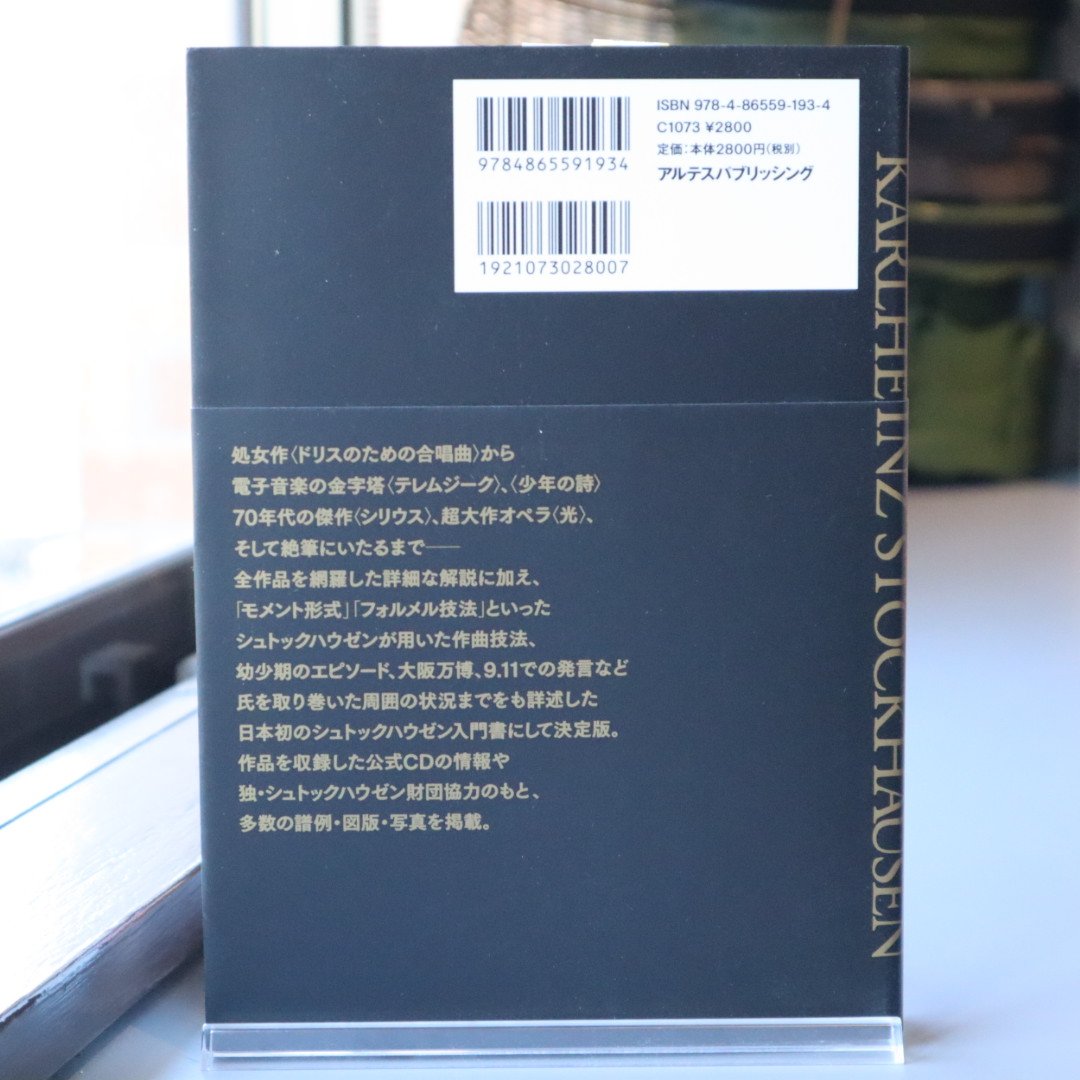 ISBN 978-4-86559-193-4
C1073 ¥2800
定価：本体2800円（税別）
アルテスパブリッシング
9784865591934
1921073028007
KARLHEINZ STOCKHAUSEN
処女作〈ドリスのための合唱曲〉から
電子音楽の金字塔〈テレムジーク〉、〈少年の詩〉
70年代の傑作〈シリウス〉、超大作オペラ〈光〉、
そして絶筆にいたるまで──
全作品を網羅した詳細な解説に加え、
「モメント形式」「フォルメル技法」といった
シュトックハウゼンが用いた作曲技法、
幼少期のエピソード、大阪万博、9.11での発言など
氏を取り巻いた周囲の状況までをも詳述した
日本初のシュトックハウゼン入門書にして決定版。
作品を収録した公式CDの情報や
独・シュトックハウゼン財団協力のもと、
多数の譜例・図版・写真を掲載。